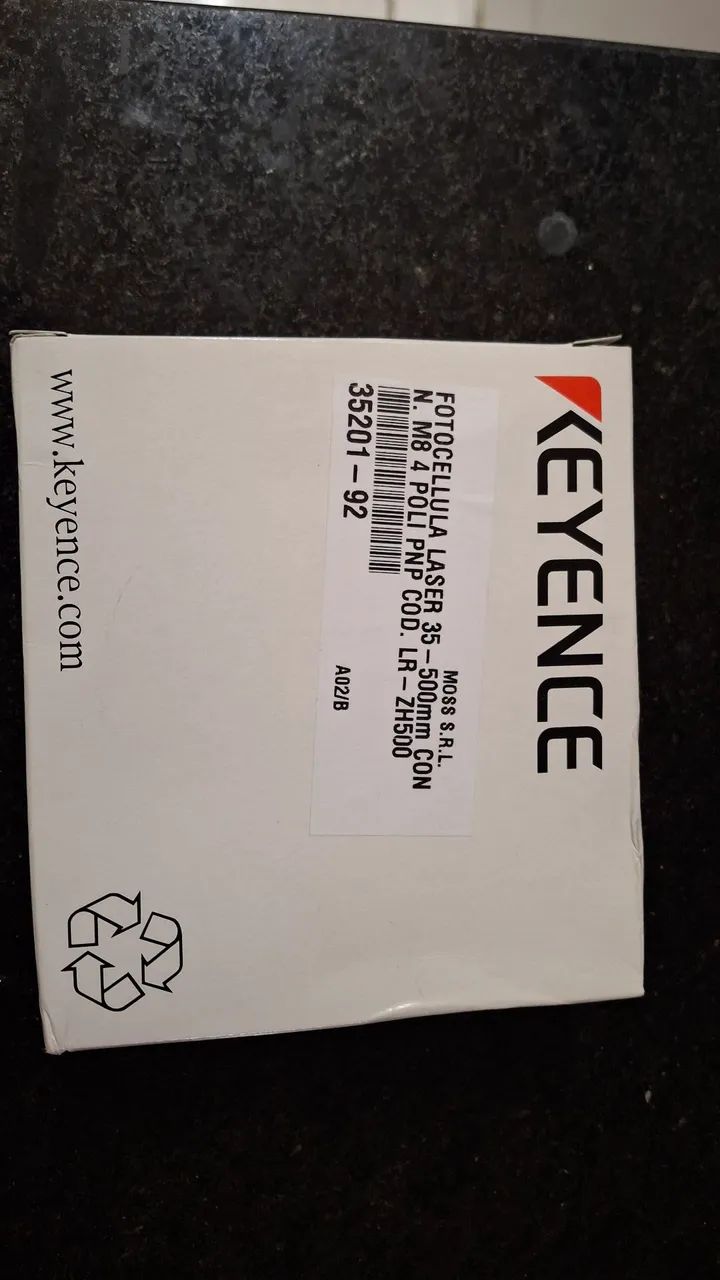 KEYENCE
MOSS S.R.L.
FOTOCELLULA LASER 35-500mm CON
N. M8 4 POLI PNP COD. LR-ZH500
35201-92
A02/B
www.keyence.com